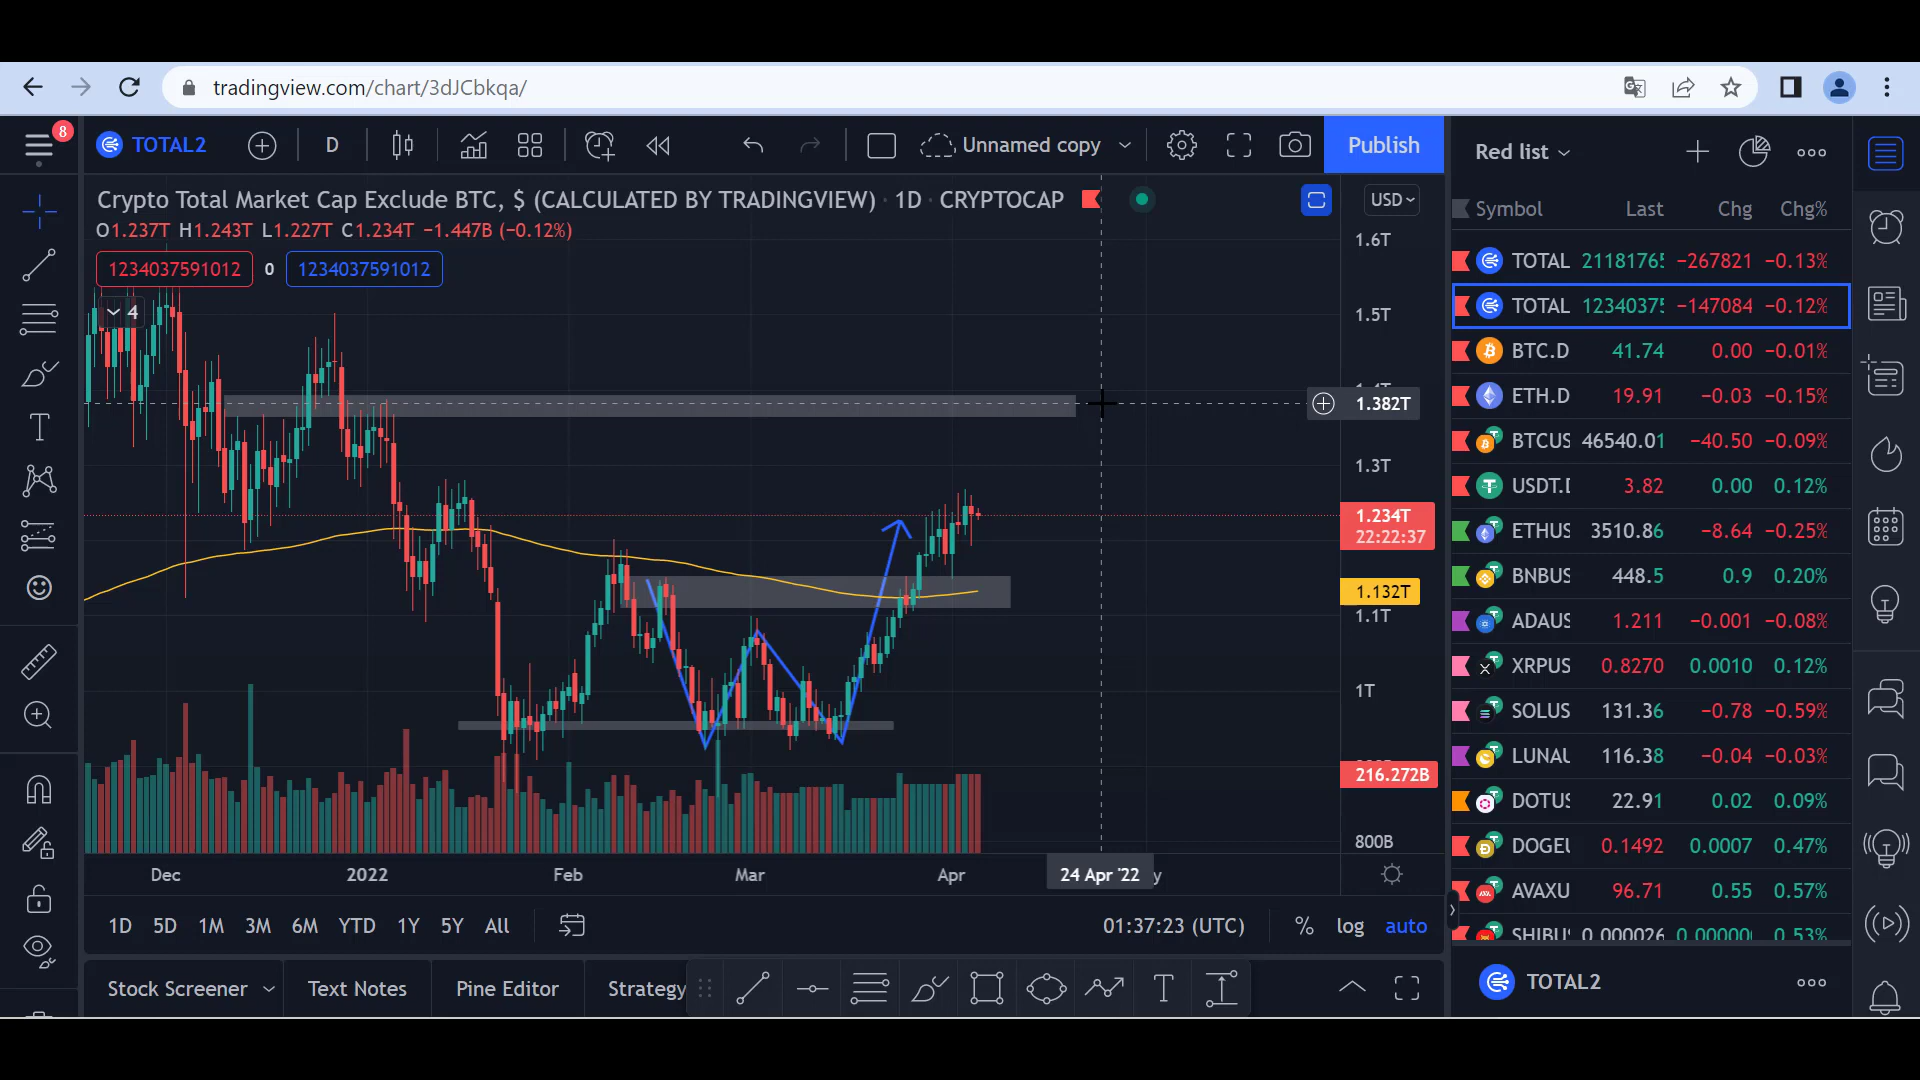 tradingview.com/chart/3dJCbkqa/
8
TOTAL2
D
Unnamed copy
Publish
Crypto Total Market Cap Exclude BTC, $ (CALCULATED BY TRADINGVIEW) · 1D · CRYPTOCAP
O1.237T H1.243T L1.227T C1.234T −1.447B (−0.12%)
1234037591012 0 1234037591012
4
USD
1.6T
1.5T
1.382T
1.3T
1.234T
22:22:37
1.132T
1.1T
1T
216.272B
800B
Dec 2022 Feb Mar Apr 24 Apr '22
1D 5D 1M 3M 6M YTD 1Y 5Y All
01:37:23 (UTC) % log auto
Stock Screener Text Notes Pine Editor Strategy
Red list
Symbol Last Chg Chg%
TOTAL 21181765 −267821 −0.13%
TOTAL 12340375 −147084 −0.12%
BTC.D 41.74 0.00 −0.01%
ETH.D 19.91 −0.03 −0.15%
BTCUS 46540.01 −40.50 −0.09%
USDT.D 3.82 0.00 0.12%
ETHUS 3510.86 −8.64 −0.25%
BNBUS 448.5 0.9 0.20%
ADAUS 1.211 −0.001 −0.08%
XRPUS 0.8270 0.0010 0.12%
SOLUS 131.36 −0.78 −0.59%
LUNAU 116.38 −0.04 −0.03%
DOTUS 22.91 0.02 0.09%
DOGEU 0.1492 0.0007 0.47%
AVAXU 96.71 0.55 0.57%
SHIBU 0.000026 0.00000 0.53%
TOTAL2